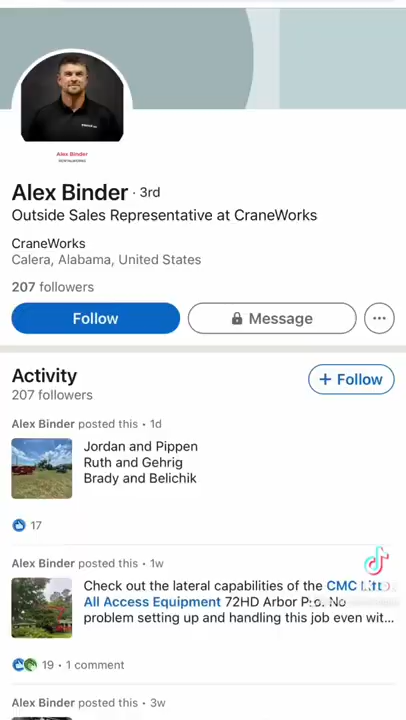 Alex Binder
Alex Binder · 3rd
Outside Sales Representative at CraneWorks
CraneWorks
Calera, Alabama, United States
207 followers
Follow
Message
Activity
207 followers
+ Follow
Alex Binder posted this • 1d
Jordan and Pippen
Ruth and Gehrig
Brady and Belichik
17
Alex Binder posted this • 1w
Check out the lateral capabilities of the CMC Lift
All Access Equipment 72HD Arbor Pro. No
problem setting up and handling this job even wit...
19 • 1 comment
Alex Binder posted this • 3w